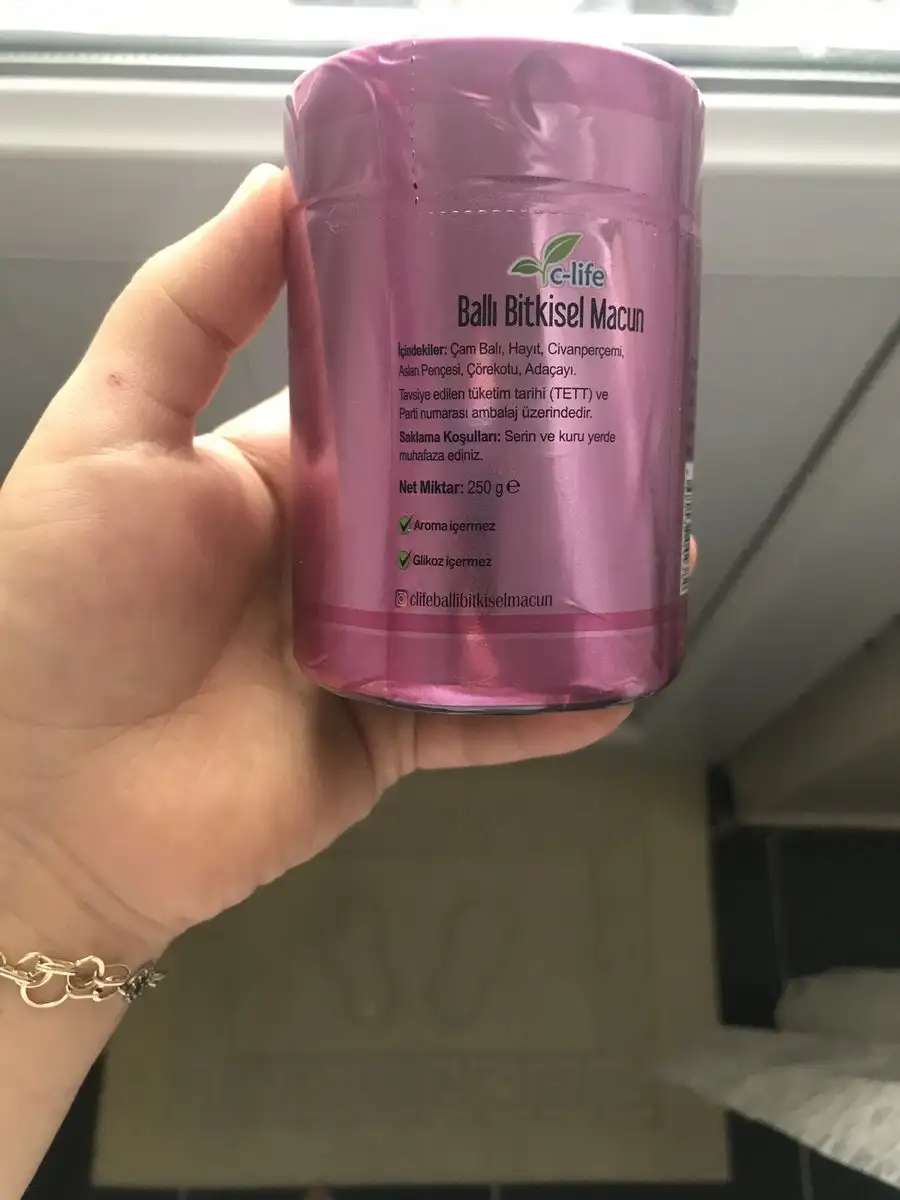 c-life
Ballı Bitkisel Macun
İçindekiler: Çam Balı, Hayıt, Civanperçemi,
Aslan Pençesi, Çörekotu, Adaçayı.
Tavsiye edilen tüketim tarihi (TETT) ve
Parti numarası ambalaj üzerindedir.
Saklama Koşulları: Serin ve kuru yerde
muhafaza ediniz.
Net Miktar: 250 g ℮
Aroma içermez
Glikoz içermez
clifeballibitkiselmacun